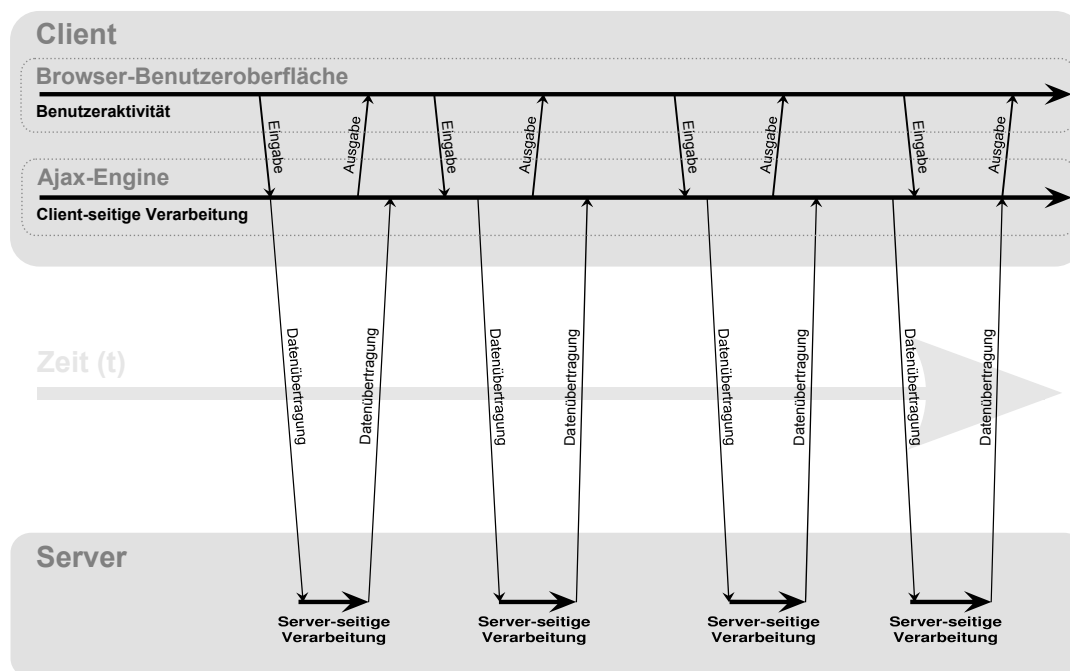 Client
Browser-Benutzeroberfläche
Benutzeraktivität
Eingabe
Ausgabe
Eingabe
Ausgabe
Eingabe
Ausgabe
Eingabe
Ausgabe
Ajax-Engine
Client-seitige Verarbeitung
Zeit (t)
Datenübertragung
Datenübertragung
Datenübertragung
Datenübertragung
Datenübertragung
Datenübertragung
Datenübertragung
Datenübertragung
Server
Server-seitige
Verarbeitung
Server-seitige
Verarbeitung
Server-seitige
Verarbeitung
Server-seitige
Verarbeitung